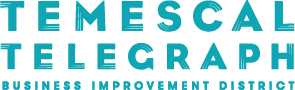 TEMESCAL
TELEGRAPH
BUSINESS IMPROVEMENT DISTRICT